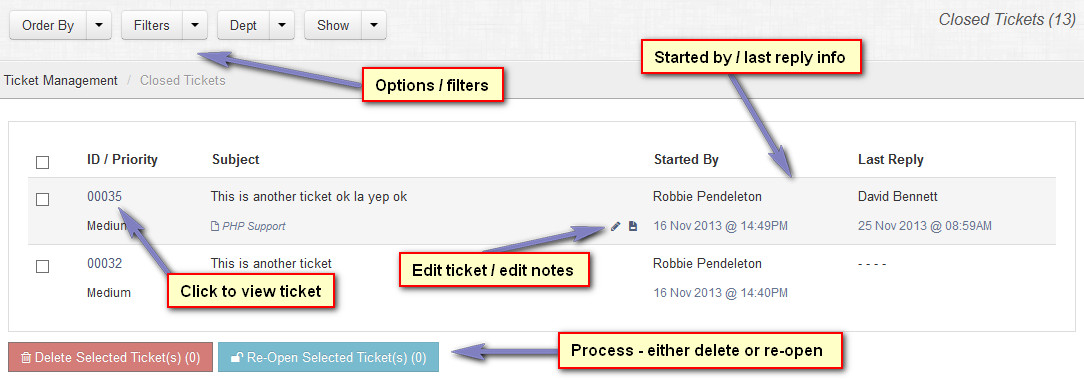 Order By Filters Dept Show
Closed Tickets (13)
Started by / last reply info
Options / filters
Ticket Management / Closed Tickets
ID / Priority Subject Started By Last Reply
00035 This is another ticket ok la yep ok Robbie Pendeleton David Bennett
Medium PHP Support 16 Nov 2013 @ 14:49PM 25 Nov 2013 @ 08:59AM
Edit ticket / edit notes
00032 This is another ticket Robbie Pendeleton - - - -
Click to view ticket
Medium 16 Nov 2013 @ 14:40PM
Process - either delete or re-open
Delete Selected Ticket(s) (0) Re-Open Selected Ticket(s) (0)